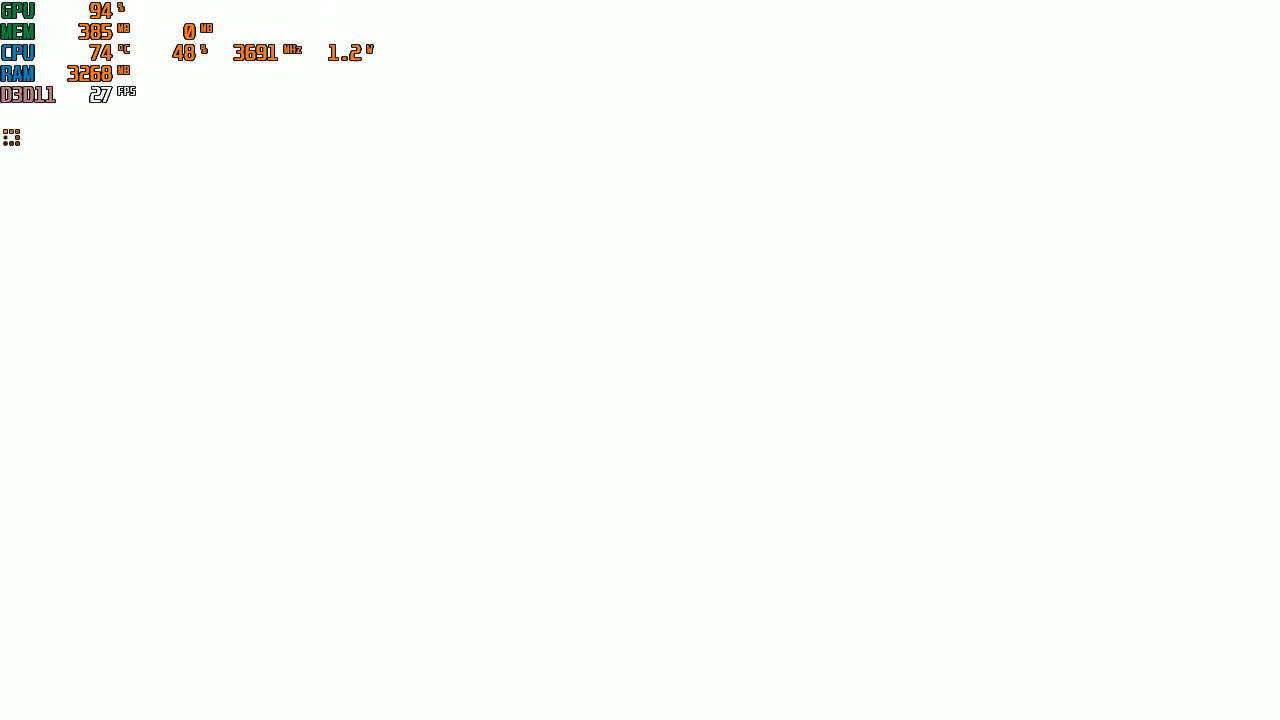 GPU 94 %
MEM 385 MB 0 MB
CPU 74 °C 48 % 3691 MHz 1.2 W
RAM 3268 MB
D3D11 27 FPS